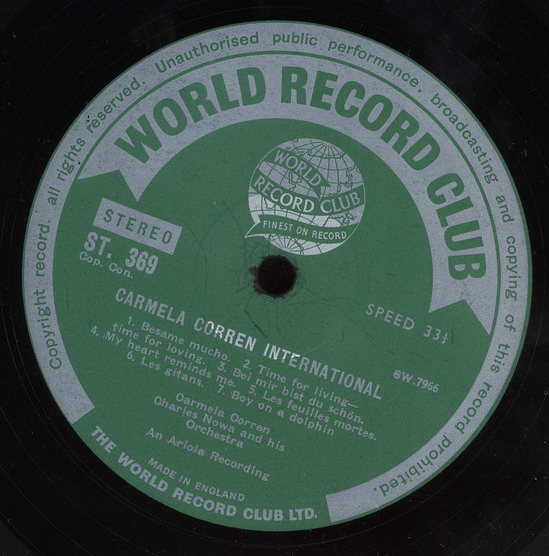 Copyright record. all rights reserved. Unauthorised public performance, broadcasting and copying of this record prohibited.
WORLD RECORD CLUB
WORLD
RECORD CLUB
FINEST ON RECORD
STEREO
ST. 369
Cop. Con.
SPEED 33⅓
8W.7966
CARMELA CORREN INTERNATIONAL
1. Besame mucho. 2. Time for living—
time for loving. 3. Bei mir bist du schön.
4. My heart reminds me. 5. Les feuilles mortes.
6. Les gitans. 7. Boy on a dolphin
Carmela Corren
Charles Nowa and his
Orchestra
An Ariola Recording
MADE IN ENGLAND
THE WORLD RECORD CLUB LTD.